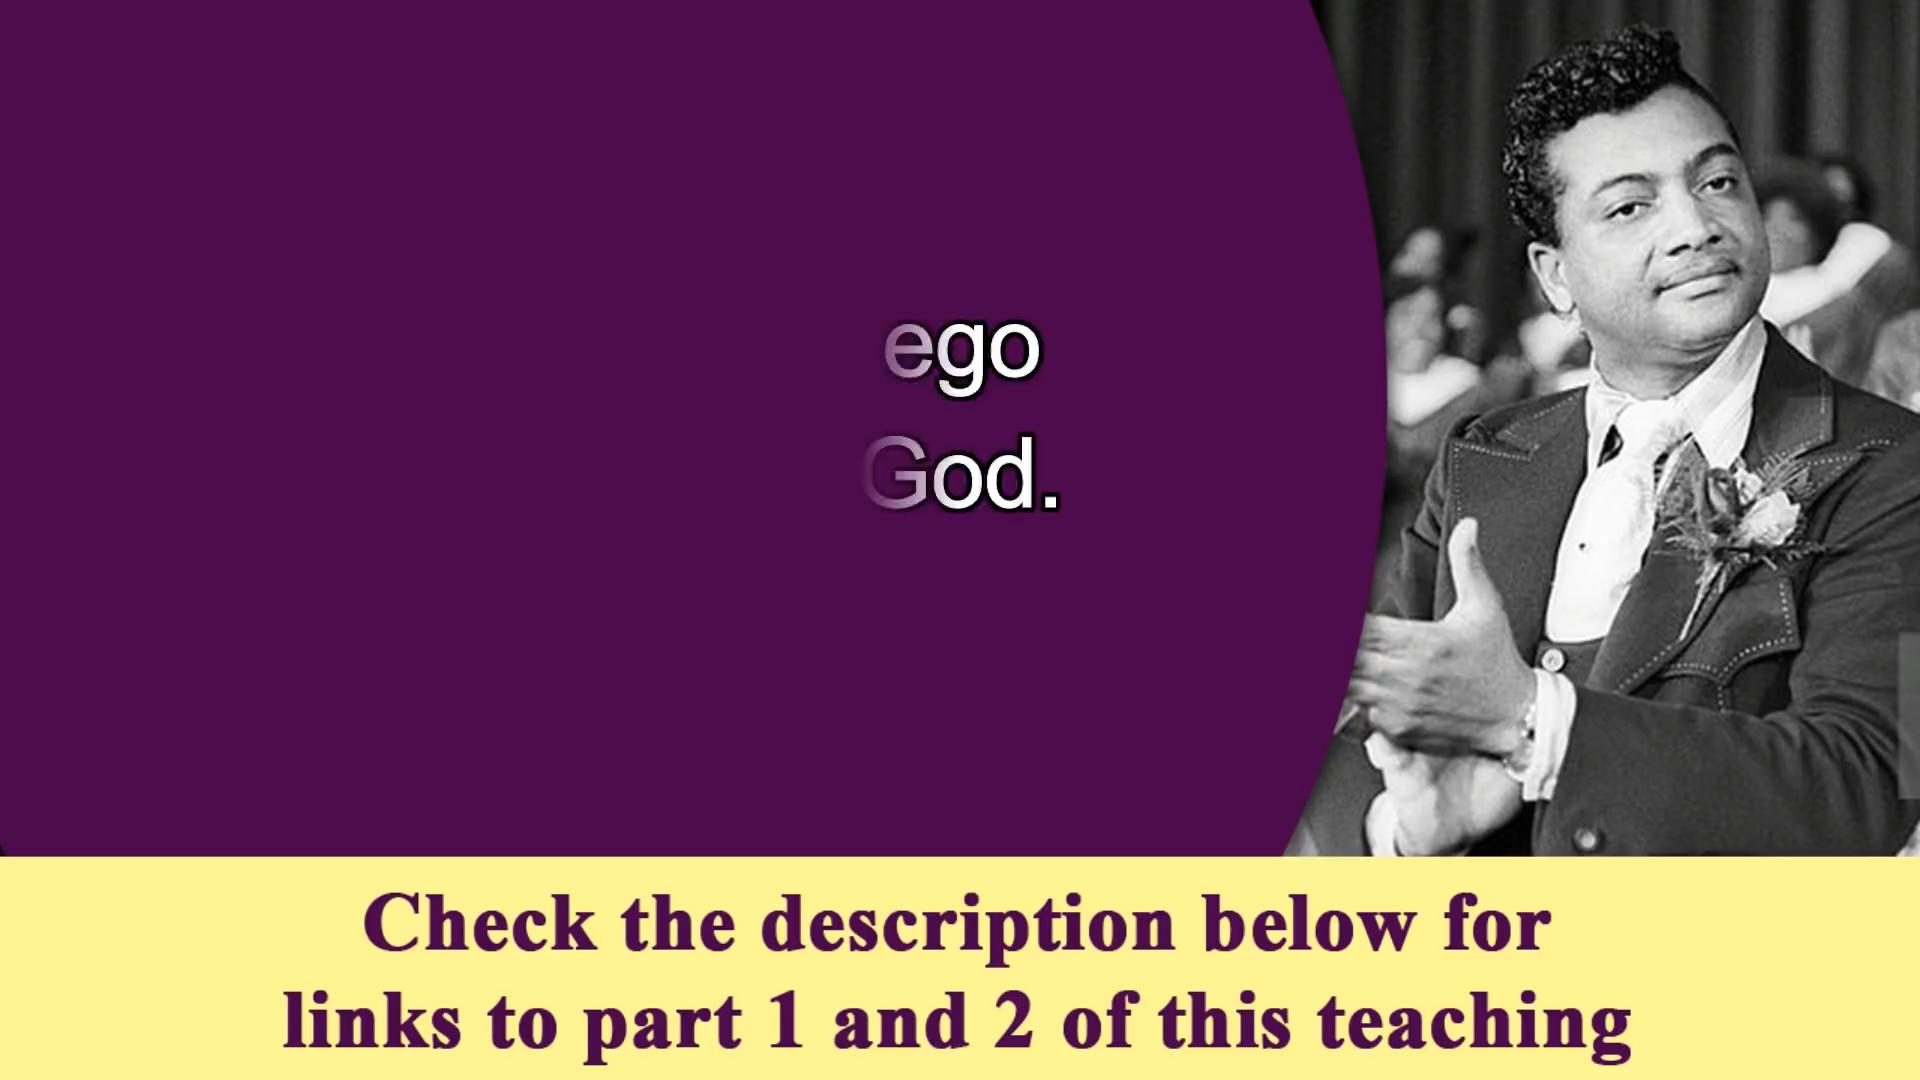 ego
God.
Check the description below for
links to part 1 and 2 of this teaching